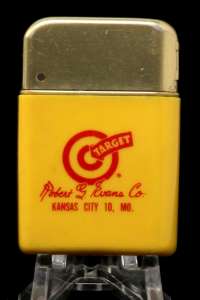 TARGET
®
Robert G. Evans Co.
KANSAS CITY 10, MO.